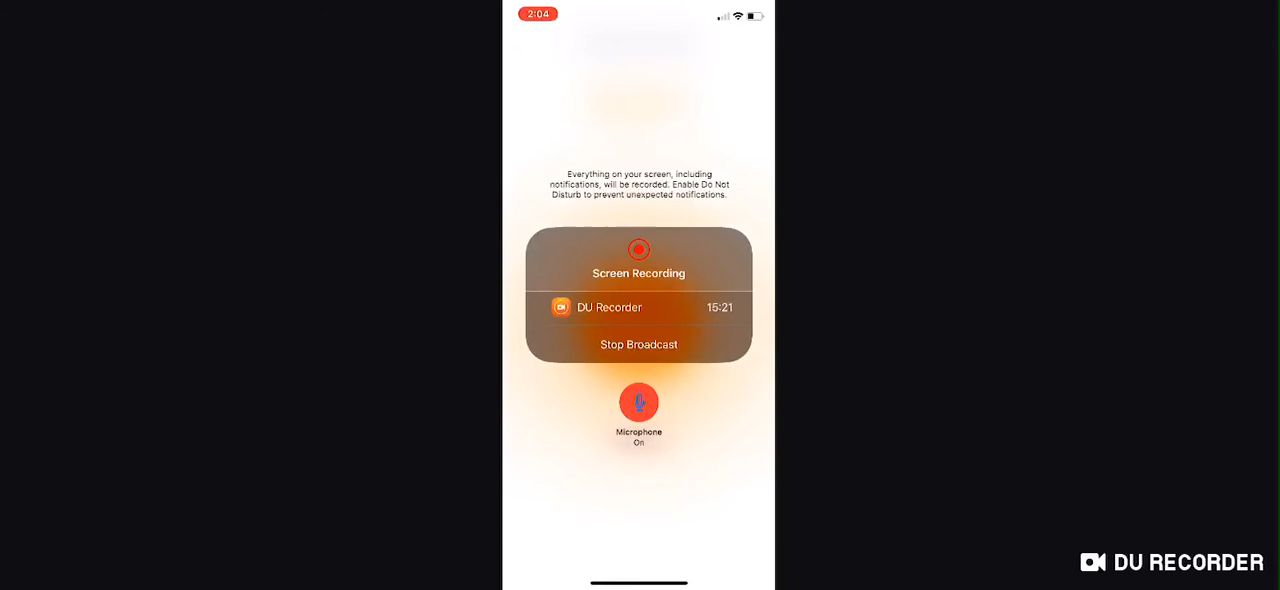 2:04
Everything on your screen, including
notifications, will be recorded. Enable Do Not
Disturb to prevent unexpected notifications.
Screen Recording
DU Recorder 15:21
Stop Broadcast
Microphone
On
DU RECORDER